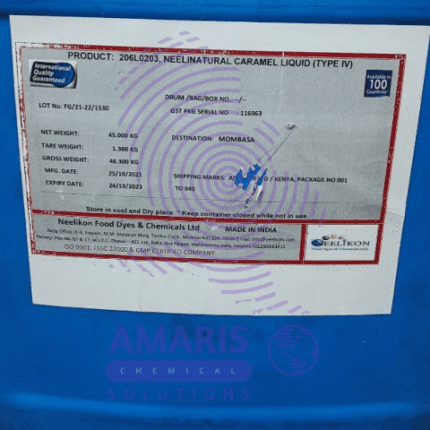 International
Quality
Guaranteed
PRODUCT: 206L0203, NEELINATURAL CARAMEL LIQUID (TYPE IV)
Available in
100
Countries
LOT No: FG/21-22/1530
DRUM /BAG/BOX NO.: --/--
GST PKG SERIAL NO 116963
NET WEIGHT: 45.000 KG
DESTINATION: MOMBASA
TARE WEIGHT: 1.300 KG
GROSS WEIGHT: 46.300 KG
MFG. DATE: 25/10/2021
SHIPPING MARKS: / KENYA, PACKAGE NO 001
EXPIRY DATE: 24/10/2023
TO 040
Store in cool and Dry place. * Keep container closed while not in use.
Neelikon Food Dyes & Chemicals Ltd MADE IN INDIA
ISO 9001, FSSC 22000 & GMP CERTIFIED COMPANY
NEELIKON
AMARIS
CHEMICAL
SOLUTIONS